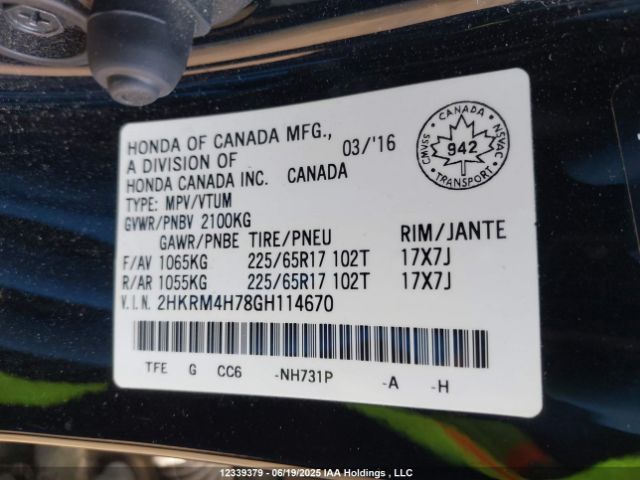 HONDA OF CANADA MFG., 03/'16
A DIVISION OF
HONDA CANADA INC. CANADA
TYPE: MPV/VTUM
GVWR/PNBV 2100KG
GAWR/PNBE TIRE/PNEU RIM/JANTE
F/AV 1065KG 225/65R17 102T 17X7J
R/AR 1055KG 225/65R17 102T 17X7J
V.I.N. 2HKRM4H78GH114670
TFE G CC6 -NH731P -A -H
CANADA
CMVSS 942 NSVAC
TRANSPORT
12339379 - 06/19/2025 IAA Holdings , LLC